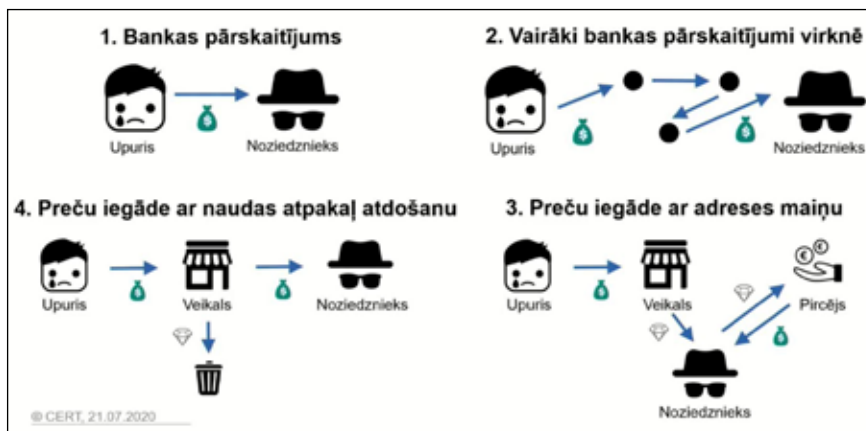 1. Bankas pārskaitījums
Upuris
Noziedznieks
2. Vairāki bankas pārskaitījumi virknē
Upuris
Noziedznieks
4. Preču iegāde ar naudas atpakaļ atdošanu
Upuris
Veikals
Noziedznieks
3. Preču iegāde ar adreses maiņu
Upuris
Veikals
Pircējs
Noziedznieks
© CERT, 21.07.2020